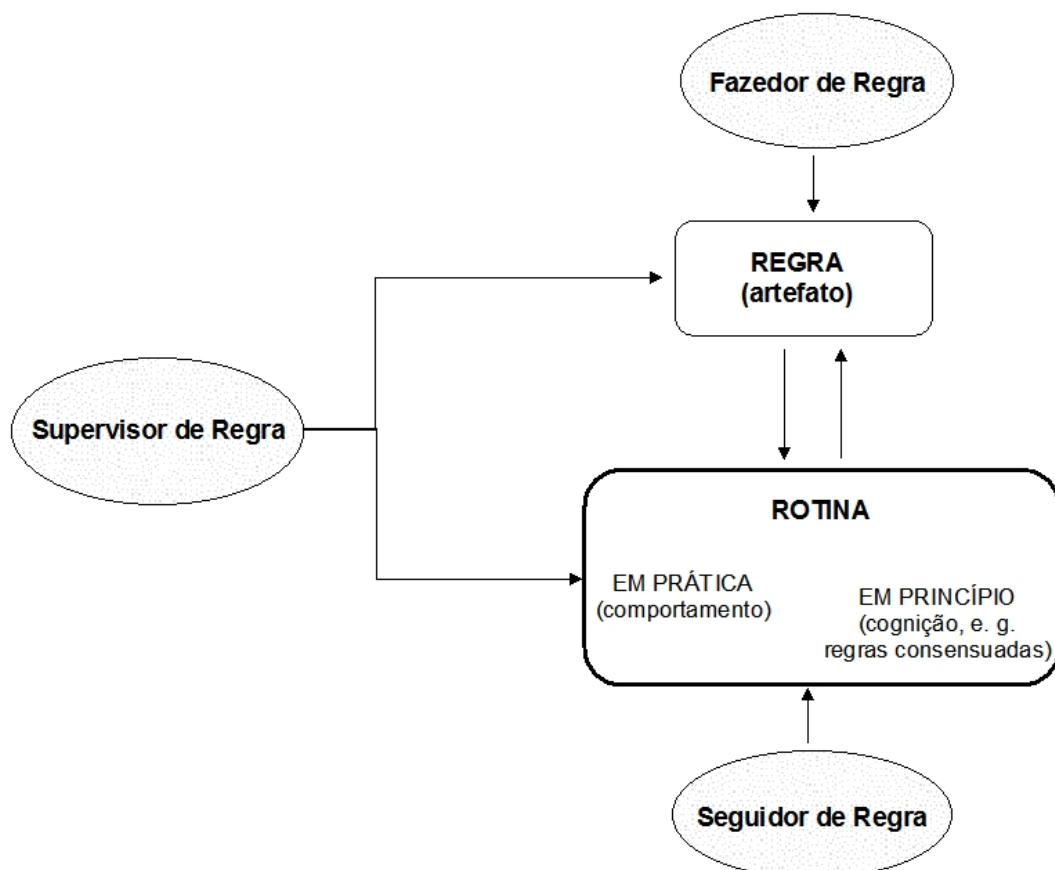 Fazedor de Regra
REGRA
(artefato)
Supervisor de Regra
ROTINA
EM PRÁTICA
(comportamento)
EM PRINCÍPIO
(cognição, e. g.
regras consensuadas)
Seguidor de Regra